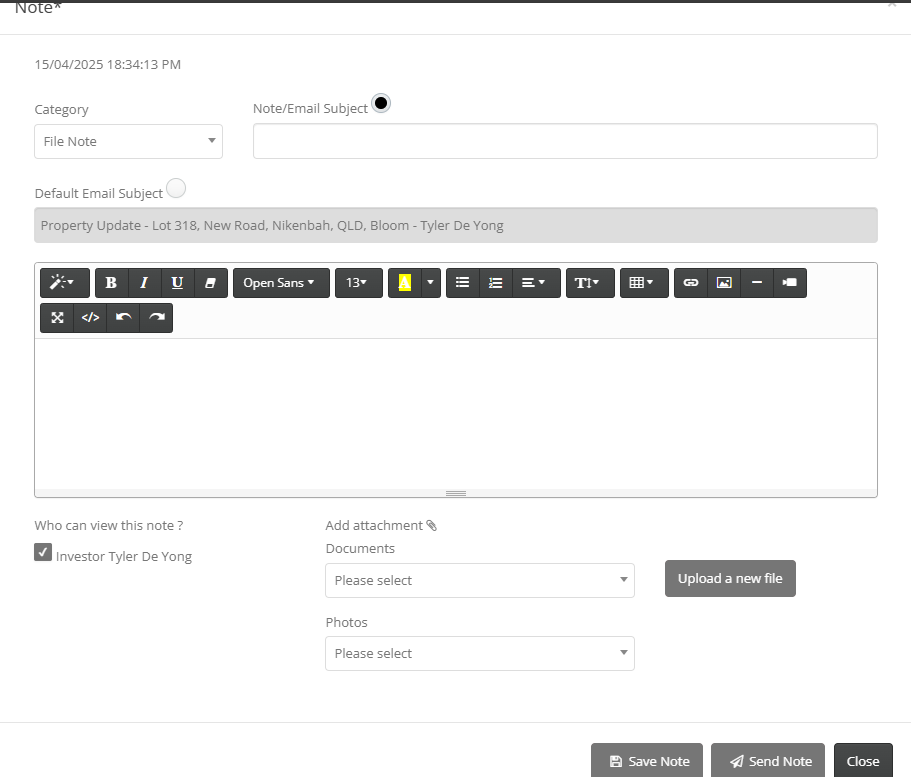 Note*
15/04/2025 18:34:13 PM
Category
Note/Email Subject
File Note
Default Email Subject
Property Update - Lot 318, New Road, Nikenbah, QLD, Bloom - Tyler De Yong
B I U Open Sans 13 A T
</>
Who can view this note ?
Add attachment
Investor Tyler De Yong
Documents
Please select
Upload a new file
Photos
Please select
Save Note
Send Note
Close